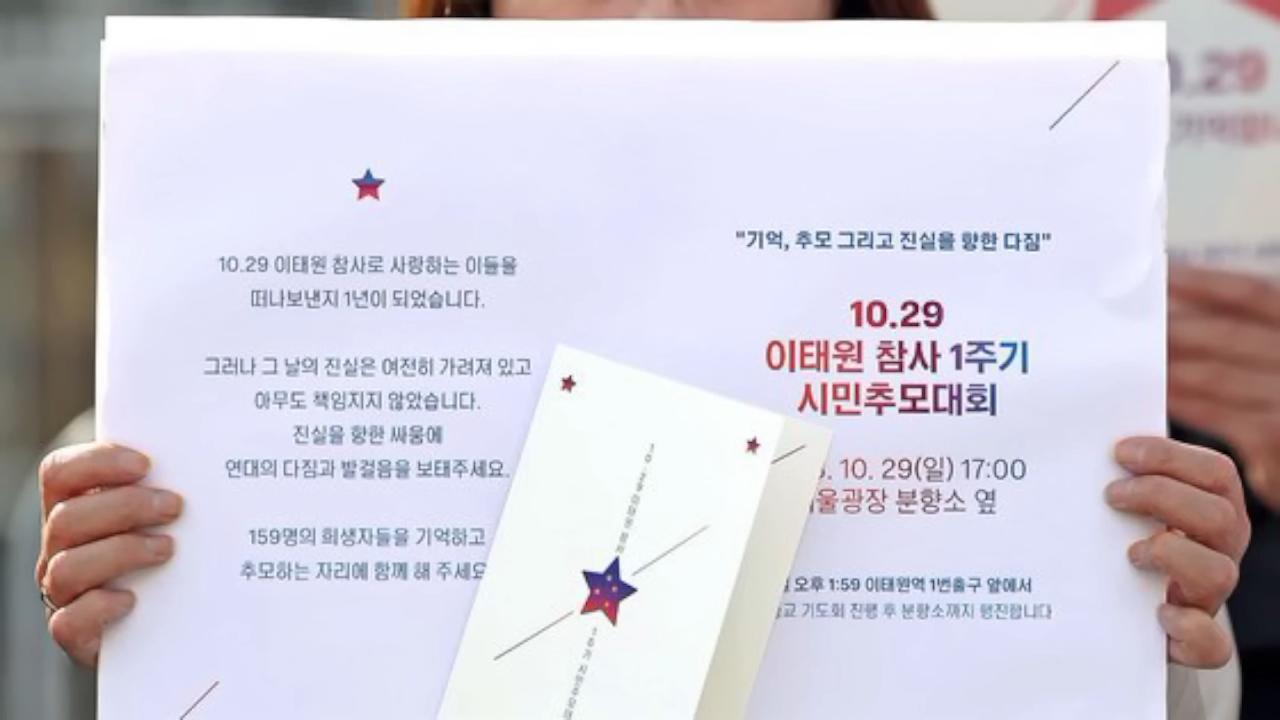 10.29 이태원 참사로 사랑하는 이들을
떠나보낸지 1년이 되었습니다.
그러나 그 날의 진실은 여전히 가려져 있고
아무도 책임지지 않았습니다.
진실을 향한 싸움에
연대의 다짐과 발걸음을 보태주세요.
159명의 희생자들을 기억하고
추모하는 자리에 함께 해 주세요
"기억, 추모 그리고 진실을 향한 다짐"
10.29
이태원 참사 1주기
시민추모대회
10. 29(일) 17:00
분향소 옆
오후 1:59 이태원역 1번출구 앞에서
기도회 진행 후 분향소까지 행진합니다
.29